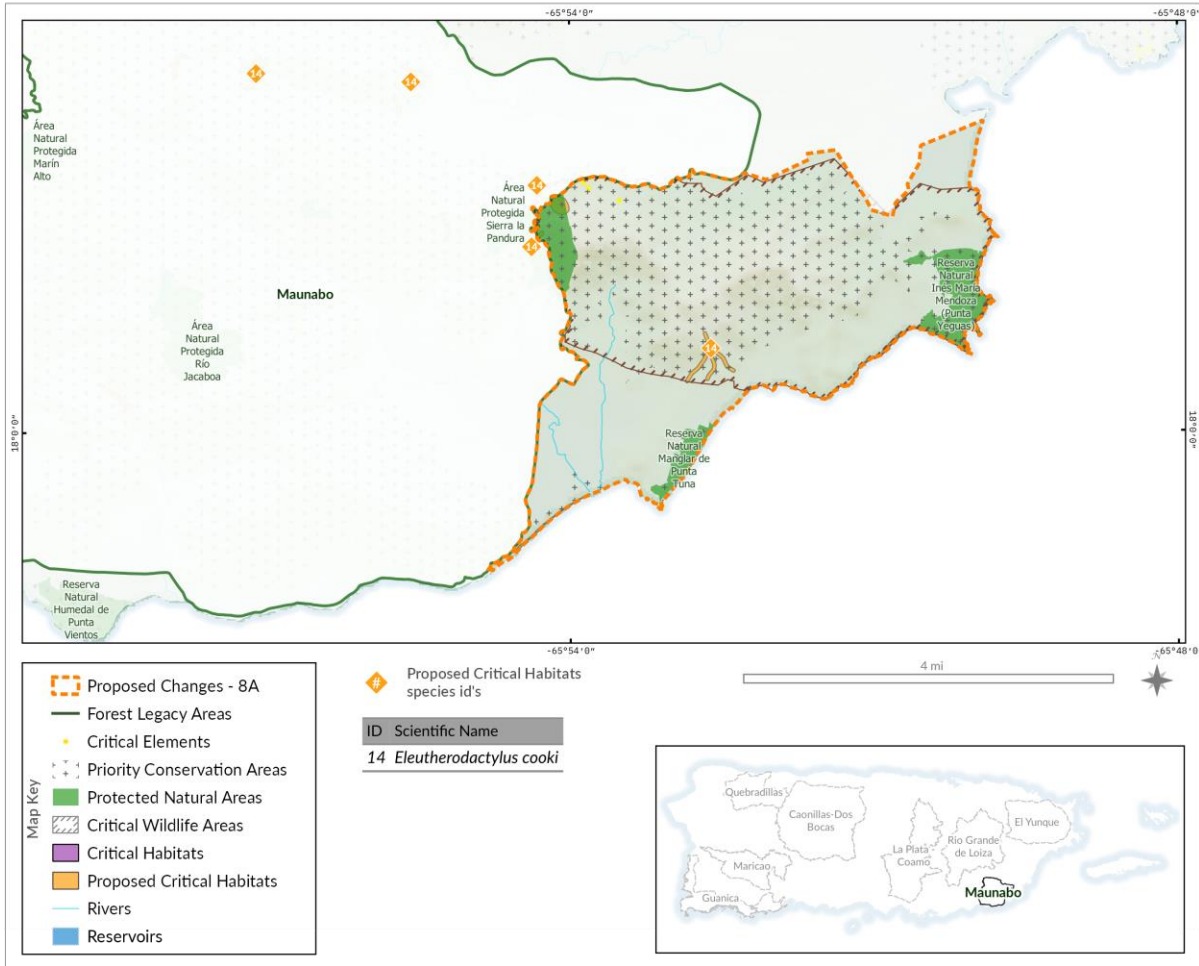 -65°54'0"
-65°48'0"
14
14
Área
Natural
Protegida
Marín
Alto
14
Área
Natural
Protegida
Sierra la
Pandura
14
Maunabo
Reserva
Natural
Ines María
Mendoza
(Punta
Yeguas)
Área
Natural
Protegida
Río
Jacaboa
14
18°0'0"
18°0'0"
Reserva
Natural
Manglar de
Punta
Tuna
Reserva
Natural
Humedal de
Punta
Vientos
-65°54'0"
-65°48'0"
Map Key
Proposed Changes - 8A
Forest Legacy Areas
Critical Elements
Priority Conservation Areas
Protected Natural Areas
Critical Wildlife Areas
Critical Habitats
Proposed Critical Habitats
Rivers
Reservoirs
#
Proposed Critical Habitats
species id's
ID Scientific Name
14 Eleutherodactylus cooki
4 mi
N
Quebradillas
Caonillas-Dos
Bocas
El Yunque
Rio Grande
de Loiza
La Plata -
Coamo
Maricao
Guanica
Maunabo